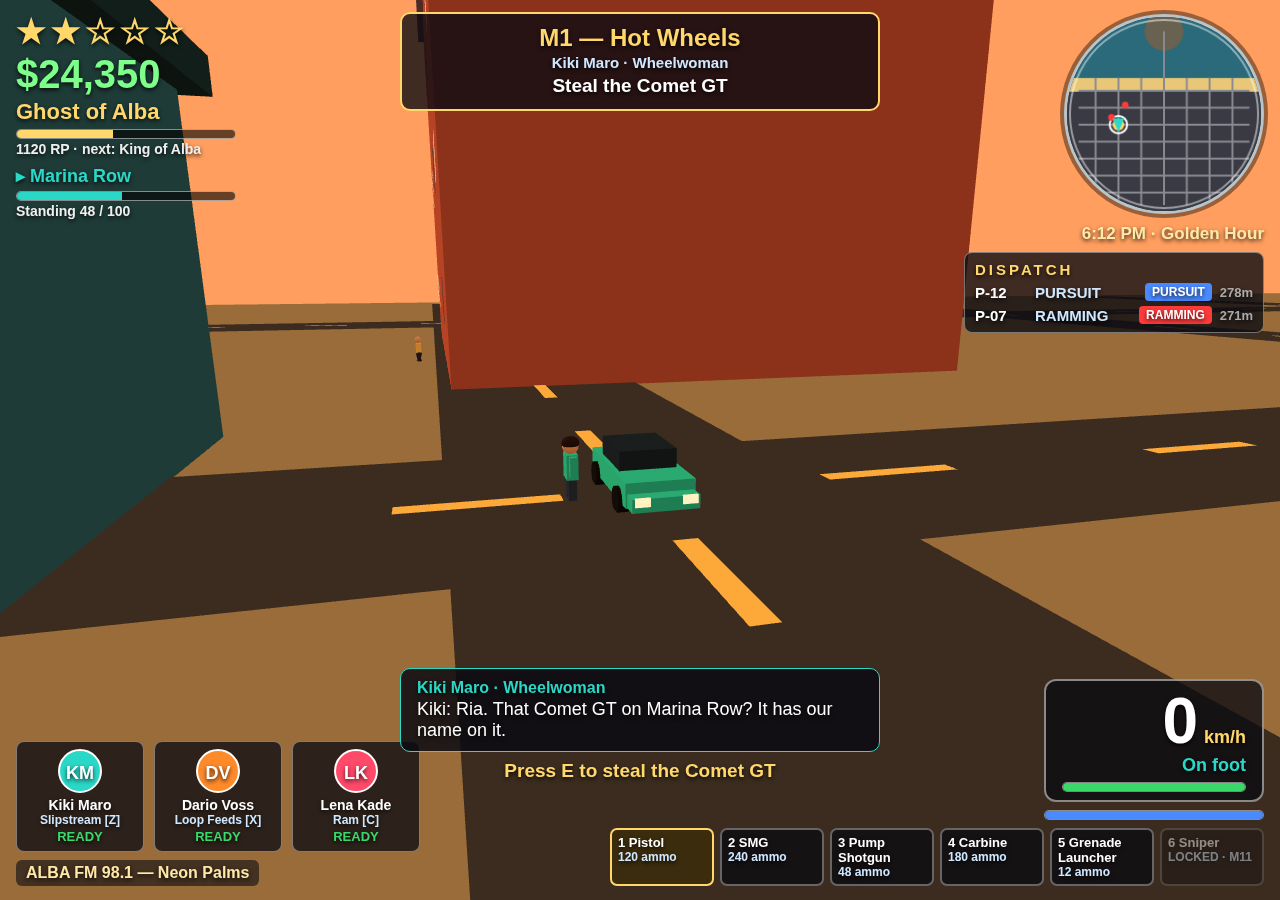 $24,350
Ghost of Alba
1120 RP · next: King of Alba
▸ Marina Row
Standing 48 / 100
M1 — Hot Wheels
Kiki Maro · Wheelwoman
Steal the Comet GT
6:12 PM · Golden Hour
DISPATCH
P-12 PURSUIT PURSUIT 278m
P-07 RAMMING RAMMING 271m
Kiki Maro · Wheelwoman
Kiki: Ria. That Comet GT on Marina Row? It has our
name on it.
Press E to steal the Comet GT
KM
Kiki Maro
Slipstream [Z]
READY
DV
Dario Voss
Loop Feeds [X]
READY
LK
Lena Kade
Ram [C]
READY
ALBA FM 98.1 — Neon Palms
0 km/h
On foot
1 Pistol
120 ammo
2 SMG
240 ammo
3 Pump
Shotgun
48 ammo
4 Carbine
180 ammo
5 Grenade
Launcher
12 ammo
6 Sniper
LOCKED · M11